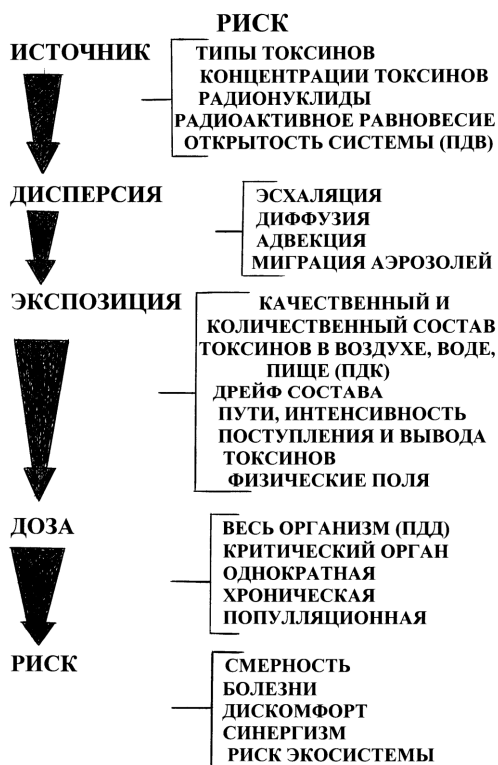 РИСК
ИСТОЧНИК
ТИПЫ ТОКСИНОВ
КОНЦЕНТРАЦИИ ТОКСИНОВ
РАДИОНУКЛИДЫ
РАДИОАКТИВНОЕ РАВНОВЕСИЕ
ОТКРЫТОСТЬ СИСТЕМЫ (ПДВ)
ДИСПЕРСИЯ
ЭСХАЛЯЦИЯ
ДИФФУЗИЯ
АДВЕКЦИЯ
МИГРАЦИЯ АЭРОЗОЛЕЙ
ЭКСПОЗИЦИЯ
КАЧЕСТВЕННЫЙ И
КОЛИЧЕСТВЕННЫЙ СОСТАВ
ТОКСИНОВ В ВОЗДУХЕ, ВОДЕ,
ПИЩЕ (ПДК)
ДРЕЙФ СОСТАВА
ПУТИ, ИНТЕНСИВНОСТЬ
ПОСТУПЛЕНИЯ И ВЫВОДА
ТОКСИНОВ
ФИЗИЧЕСКИЕ ПОЛЯ
ДОЗА
ВЕСЬ ОРГАНИЗМ (ПДД)
КРИТИЧЕСКИЙ ОРГАН
ОДНОКРАТНАЯ
ХРОНИЧЕСКАЯ
ПОПУЛЛЯЦИОННАЯ
РИСК
СМЕРНОСТЬ
БОЛЕЗНИ
ДИСКОМФОРТ
СИНЕРГИЗМ
РИСК ЭКОСИСТЕМЫ